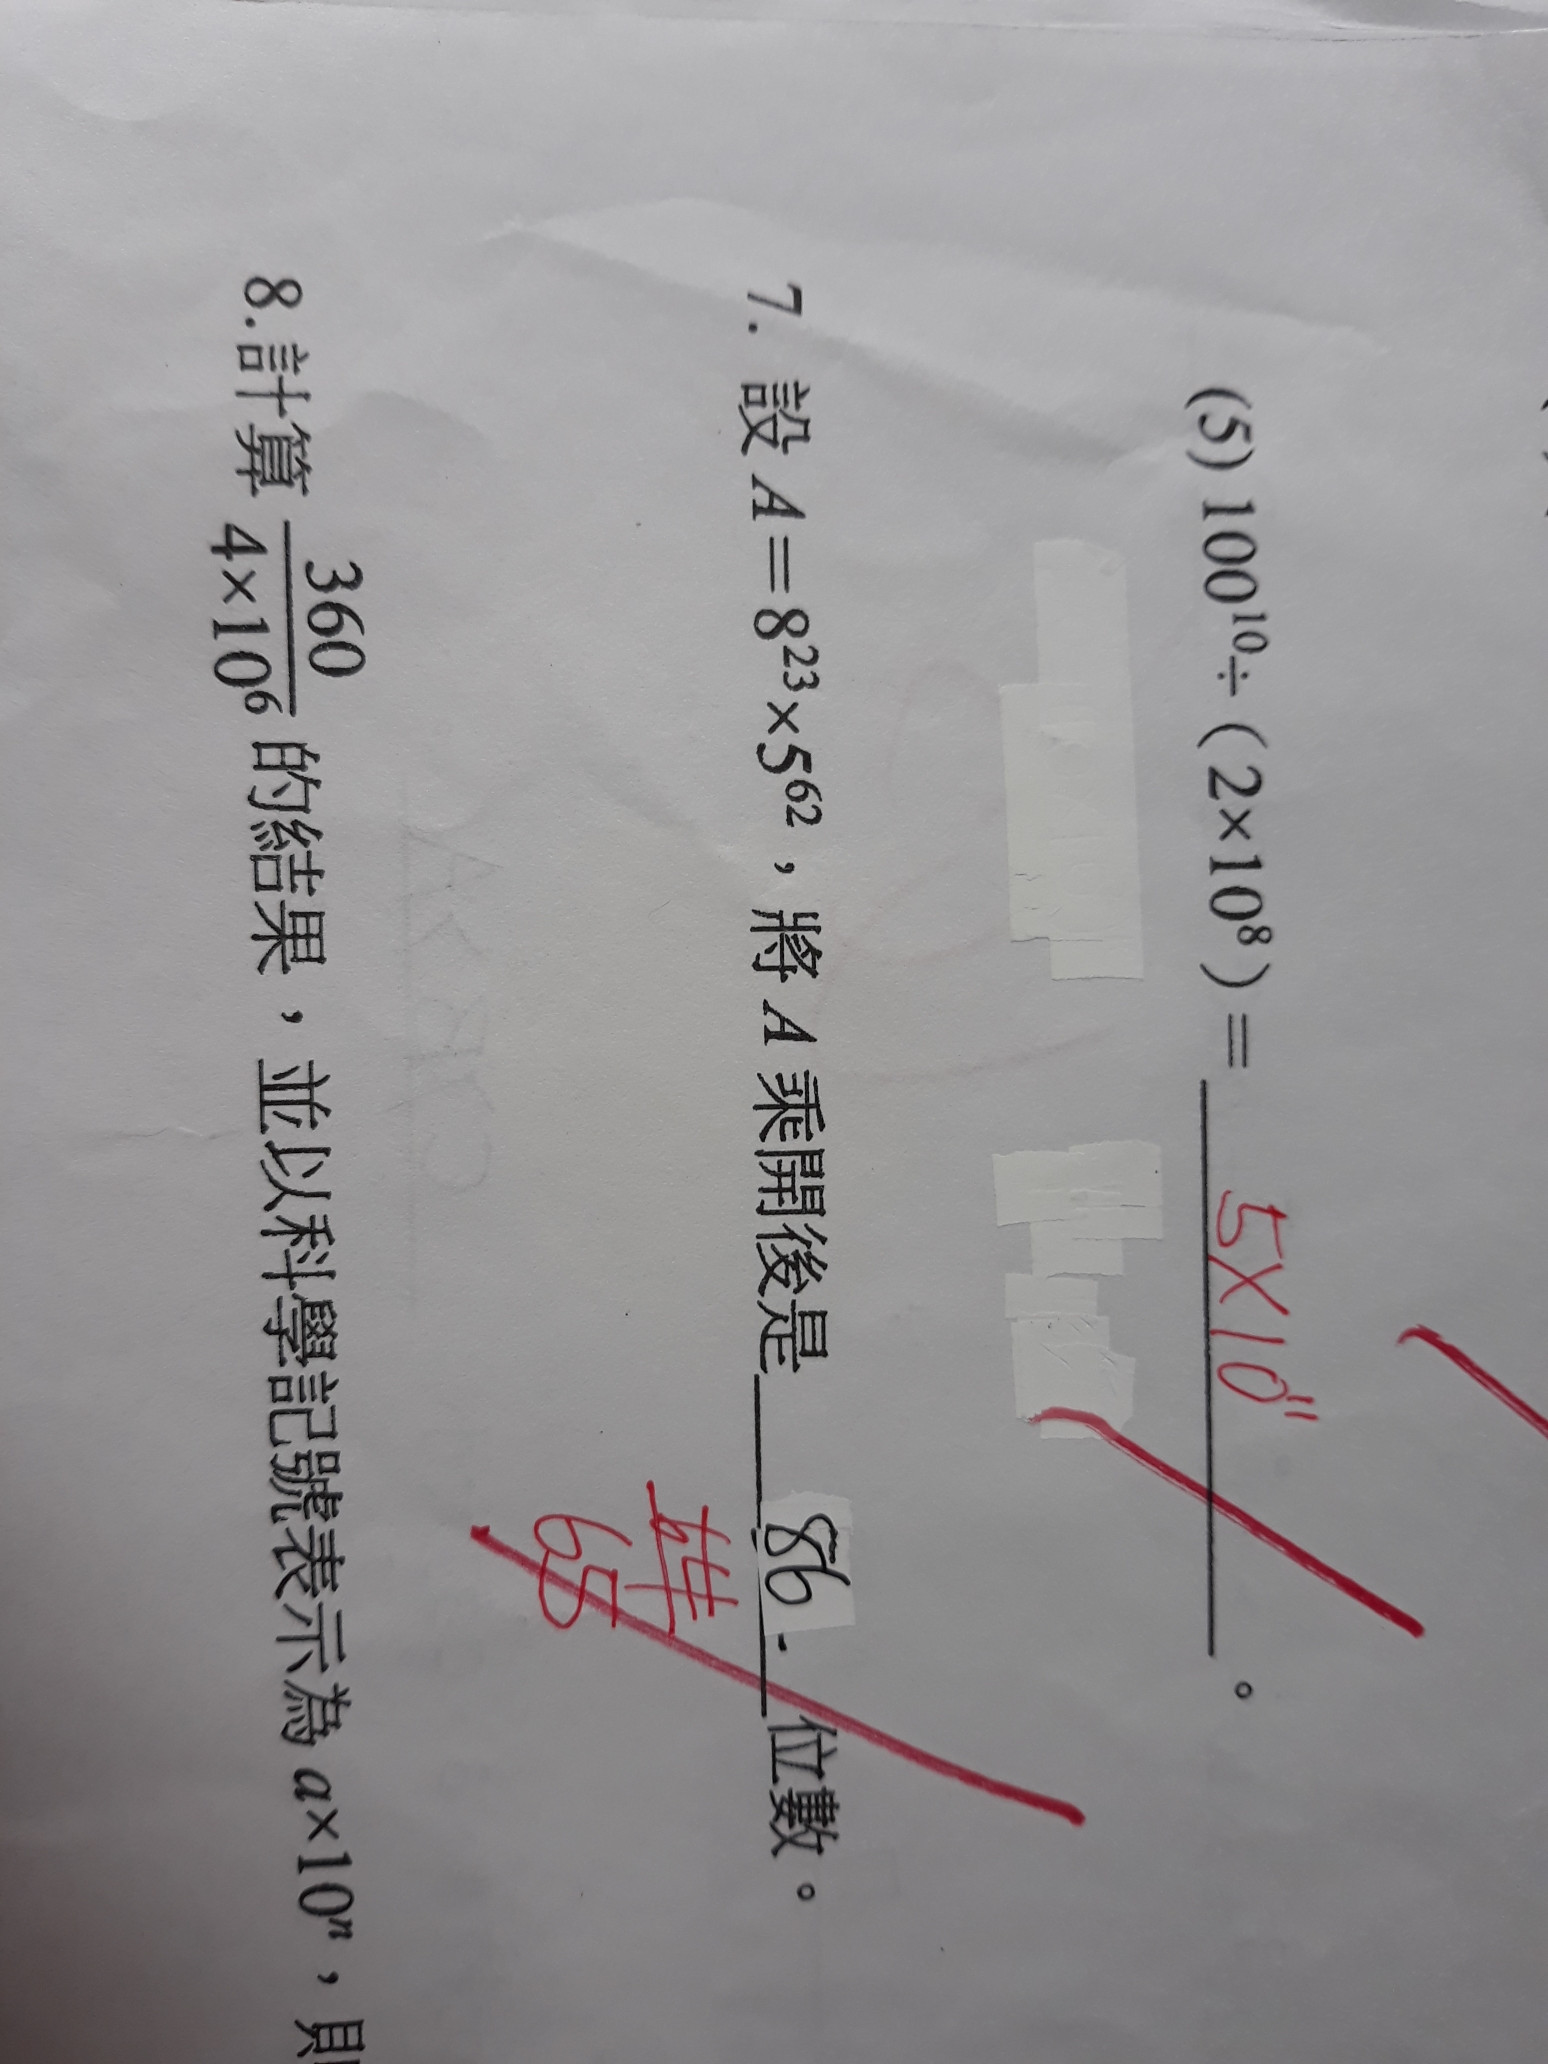 (5) 100¹⁰÷(2×10⁸)= 5×10¹¹ 。
7. 設 A=8²³×5⁶²,將 A 乘開後是 86 位數。
65
8.計算 360/4×10⁶ 的結果,並以科學記號表示為 a×10ⁿ,則